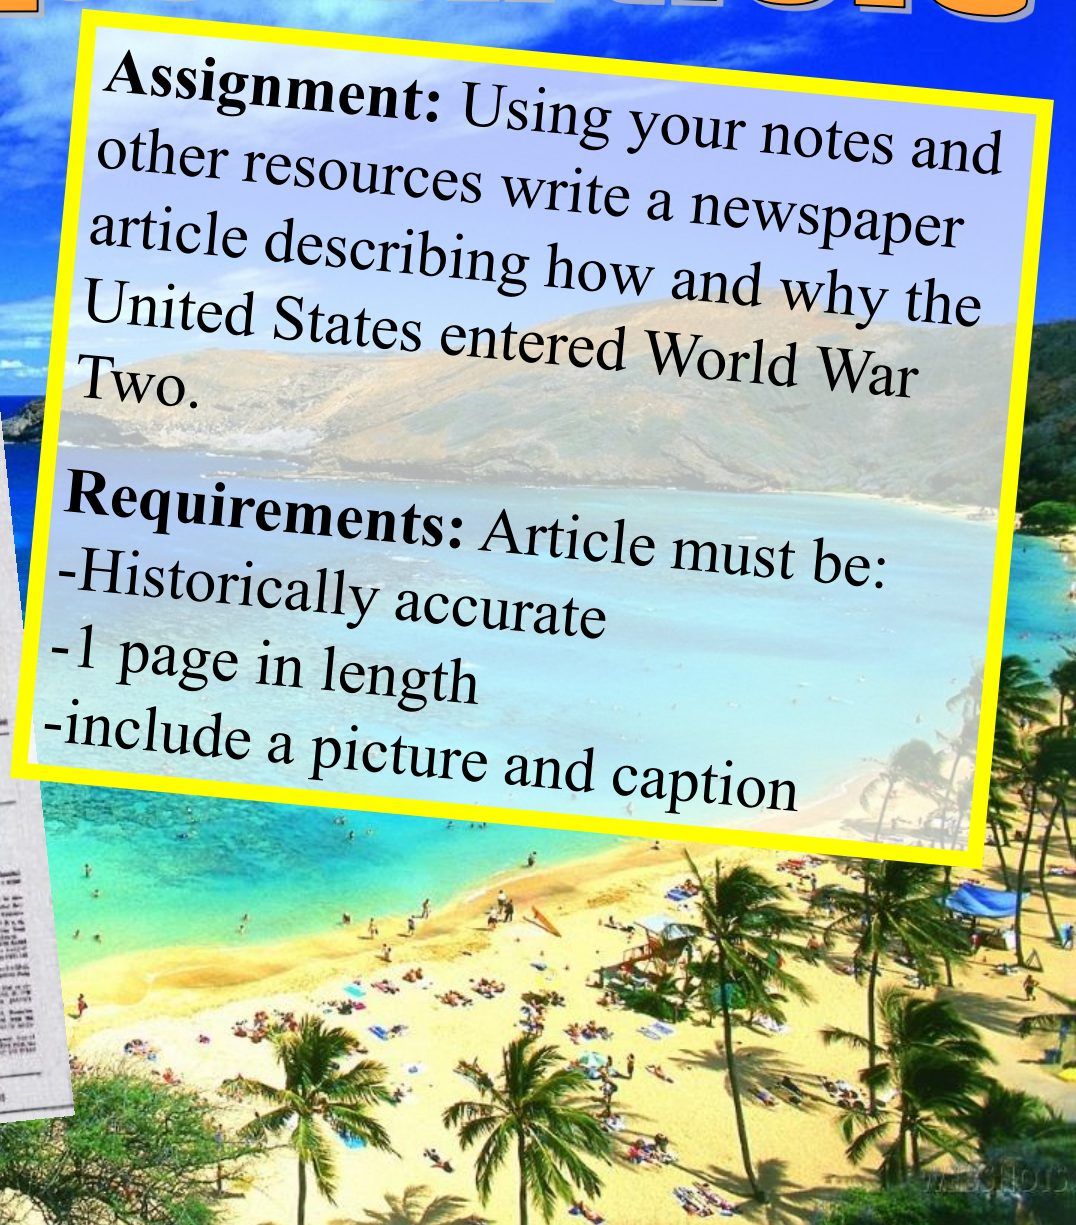 Assignment: Using your notes and
other resources write a newspaper
article describing how and why the
United States entered World War
Two.
Requirements: Article must be:
-Historically accurate
-1 page in length
-include a picture and caption